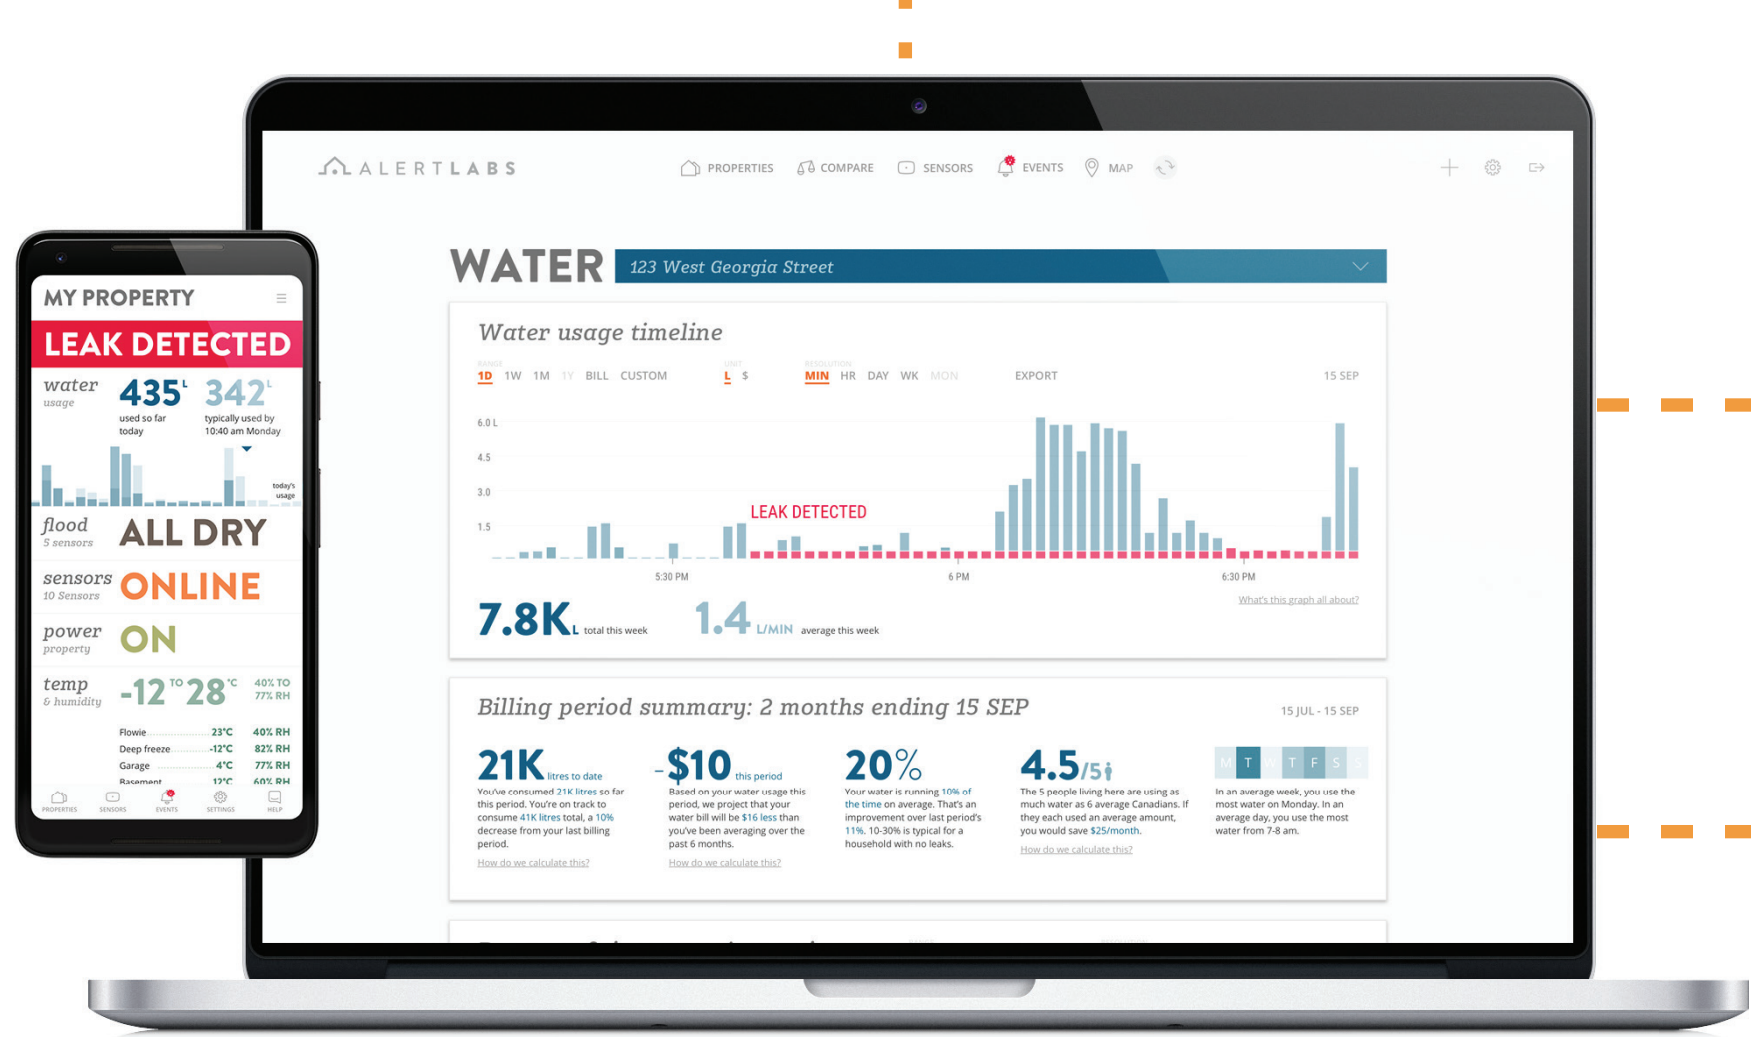 ALERTLABS
PROPERTIES COMPARE SENSORS EVENTS MAP
WATER 123 West Georgia Street
Water usage timeline
RANGE UNIT RESOLUTION
1D 1W 1M 1Y BILL CUSTOM L $ MIN HR DAY WK MON EXPORT 15 SEP
6.0 L
4.5
3.0
1.5
LEAK DETECTED
5:30 PM 6 PM 6:30 PM
What's this graph all about?
7.8K L total this week 1.4 L/MIN average this week
Billing period summary: 2 months ending 15 SEP 15 JUL - 15 SEP
21K litres to date
You've consumed 21K litres so far
this period. You're on track to
consume 41K litres total, a 10%
decrease from your last billing
period.
How do we calculate this?
-$10 this period
Based on your water usage this
period, we project that your
water bill will be $16 less than
you've been averaging over the
past 6 months.
How do we calculate this?
20%
Your water is running 10% of
the time on average. That's an
improvement over last period's
11%. 10-30% is typical for a
household with no leaks.
4.5/5
The 5 people living here are using as
much water as 6 average Canadians. If
they each used an average amount,
you would save $25/month.
How do we calculate this?
M T W T F S S
In an average week, you use the
most water on Monday. In an
average day, you use the most
water from 7-8 am.
MY PROPERTY
LEAK DETECTED
water usage
435 L
used so far
today
342 L
typically used by
10:40 am Monday
today's
usage
flood
5 sensors
ALL DRY
sensors
10 Sensors
ONLINE
power
property
ON
temp
& humidity
-12 TO 28°C
40% TO
77% RH
Flowie 23°C 40% RH
Deep freeze -12°C 82% RH
Garage 4°C 77% RH
Basement 12°C 60% RH
PROPERTIES SENSORS EVENTS SETTINGS HELP